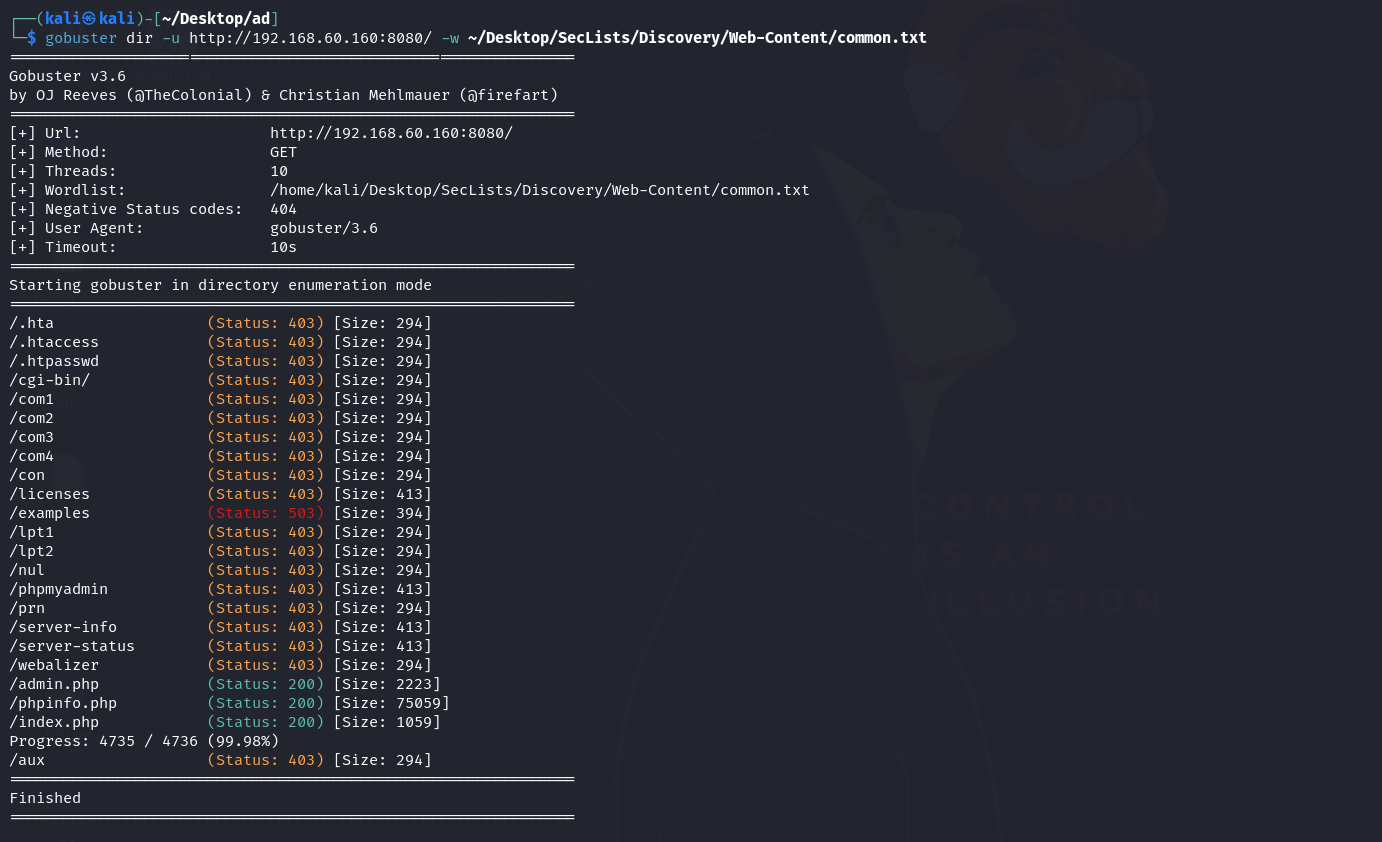 ┌──(kali㉿kali)-[~/Desktop/ad]
└─$ gobuster dir -u http://192.168.60.160:8080/ -w ~/Desktop/SecLists/Discovery/Web-Content/common.txt
===============================================================
Gobuster v3.6
by OJ Reeves (@TheColonial) & Christian Mehlmauer (@firefart)
===============================================================
[+] Url:                     http://192.168.60.160:8080/
[+] Method:                  GET
[+] Threads:                 10
[+] Wordlist:                /home/kali/Desktop/SecLists/Discovery/Web-Content/common.txt
[+] Negative Status codes:   404
[+] User Agent:              gobuster/3.6
[+] Timeout:                 10s
===============================================================
Starting gobuster in directory enumeration mode
===============================================================
/.hta                 (Status: 403) [Size: 294]
/.htaccess            (Status: 403) [Size: 294]
/.htpasswd            (Status: 403) [Size: 294]
/cgi-bin/             (Status: 403) [Size: 294]
/com1                 (Status: 403) [Size: 294]
/com2                 (Status: 403) [Size: 294]
/com3                 (Status: 403) [Size: 294]
/com4                 (Status: 403) [Size: 294]
/con                  (Status: 403) [Size: 294]
/licenses             (Status: 403) [Size: 413]
/examples             (Status: 503) [Size: 394]
/lpt1                 (Status: 403) [Size: 294]
/lpt2                 (Status: 403) [Size: 294]
/nul                  (Status: 403) [Size: 294]
/phpmyadmin           (Status: 403) [Size: 413]
/prn                  (Status: 403) [Size: 294]
/server-info          (Status: 403) [Size: 413]
/server-status        (Status: 403) [Size: 413]
/webalizer            (Status: 403) [Size: 294]
/admin.php            (Status: 200) [Size: 2223]
/phpinfo.php          (Status: 200) [Size: 75059]
/index.php            (Status: 200) [Size: 1059]
Progress: 4735 / 4736 (99.98%)
/aux                  (Status: 403) [Size: 294]
===============================================================
Finished
===============================================================
CONTROL
IS AN
ILLUSION